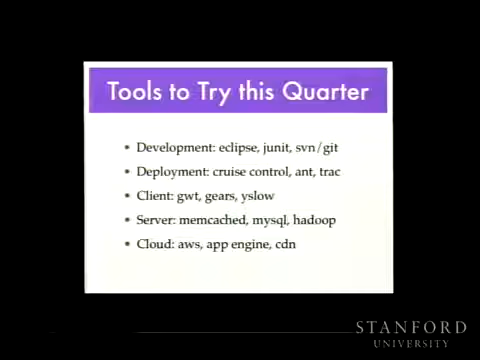 Tools to Try this Quarter
• Development: eclipse, junit, svn/git
• Deployment: cruise control, ant, trac
• Client: gwt, gears, yslow
• Server: memcached, mysql, hadoop
• Cloud: aws, app engine, cdn
STANFORD
UNIVERSITY